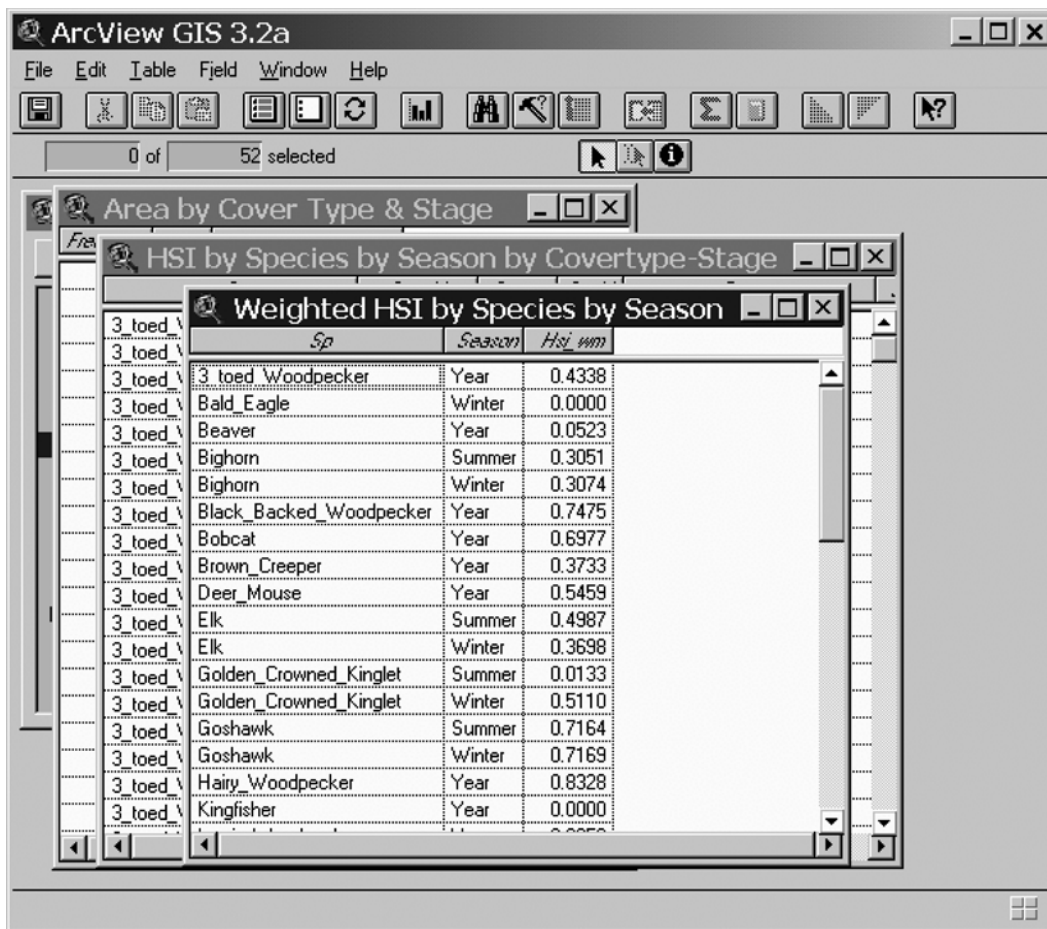 ArcView GIS 3.2a
File Edit Table Field Window Help
0 of 52 selected
Area by Cover Type & Stage
HSI by Species by Season by Covertype-Stage
Weighted HSI by Species by Season
Sp Season Hsi_wm
3_toed_Woodpecker Year 0.4338
Bald_Eagle Winter 0.0000
Beaver Year 0.0523
Bighorn Summer 0.3051
Bighorn Winter 0.3074
Black_Backed_Woodpecker Year 0.7475
Bobcat Year 0.6977
Brown_Creeper Year 0.3733
Deer_Mouse Year 0.5459
Elk Summer 0.4987
Elk Winter 0.3698
Golden_Crowned_Kinglet Summer 0.0133
Golden_Crowned_Kinglet Winter 0.5110
Goshawk Summer 0.7164
Goshawk Winter 0.7169
Hairy_Woodpecker Year 0.8328
Kingfisher Year 0.0000